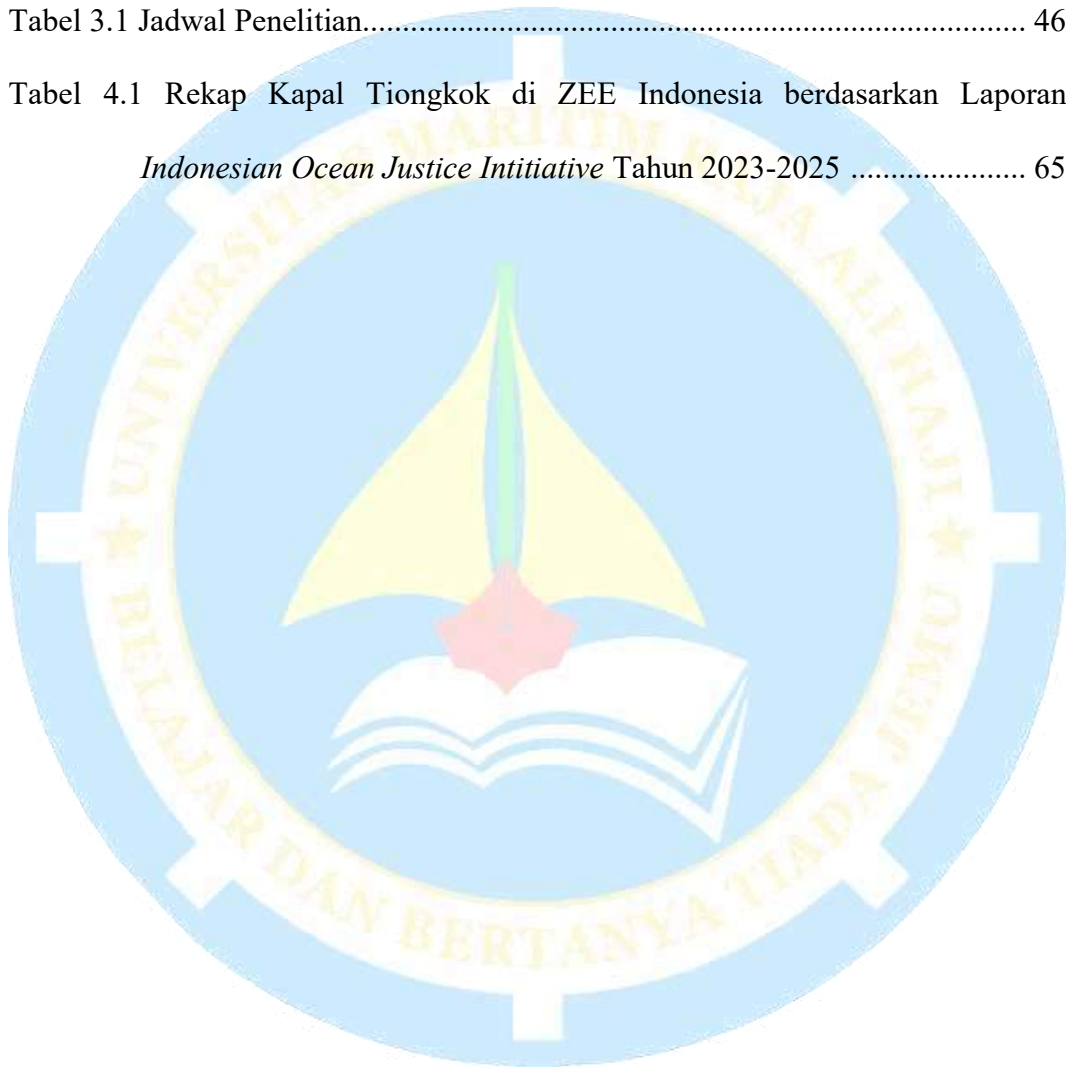 Tabel 3.1 Jadwal Penelitian............................................................................... 46
Tabel 4.1 Rekap Kapal Tiongkok di ZEE Indonesia berdasarkan Laporan
Indonesian Ocean Justice Intitiative Tahun 2023-2025 ..................... 65
UNIVERSITAS MARITIM RAJA ALI HAJI
BELAJAR DAN BERTANYA TIADA JEMU